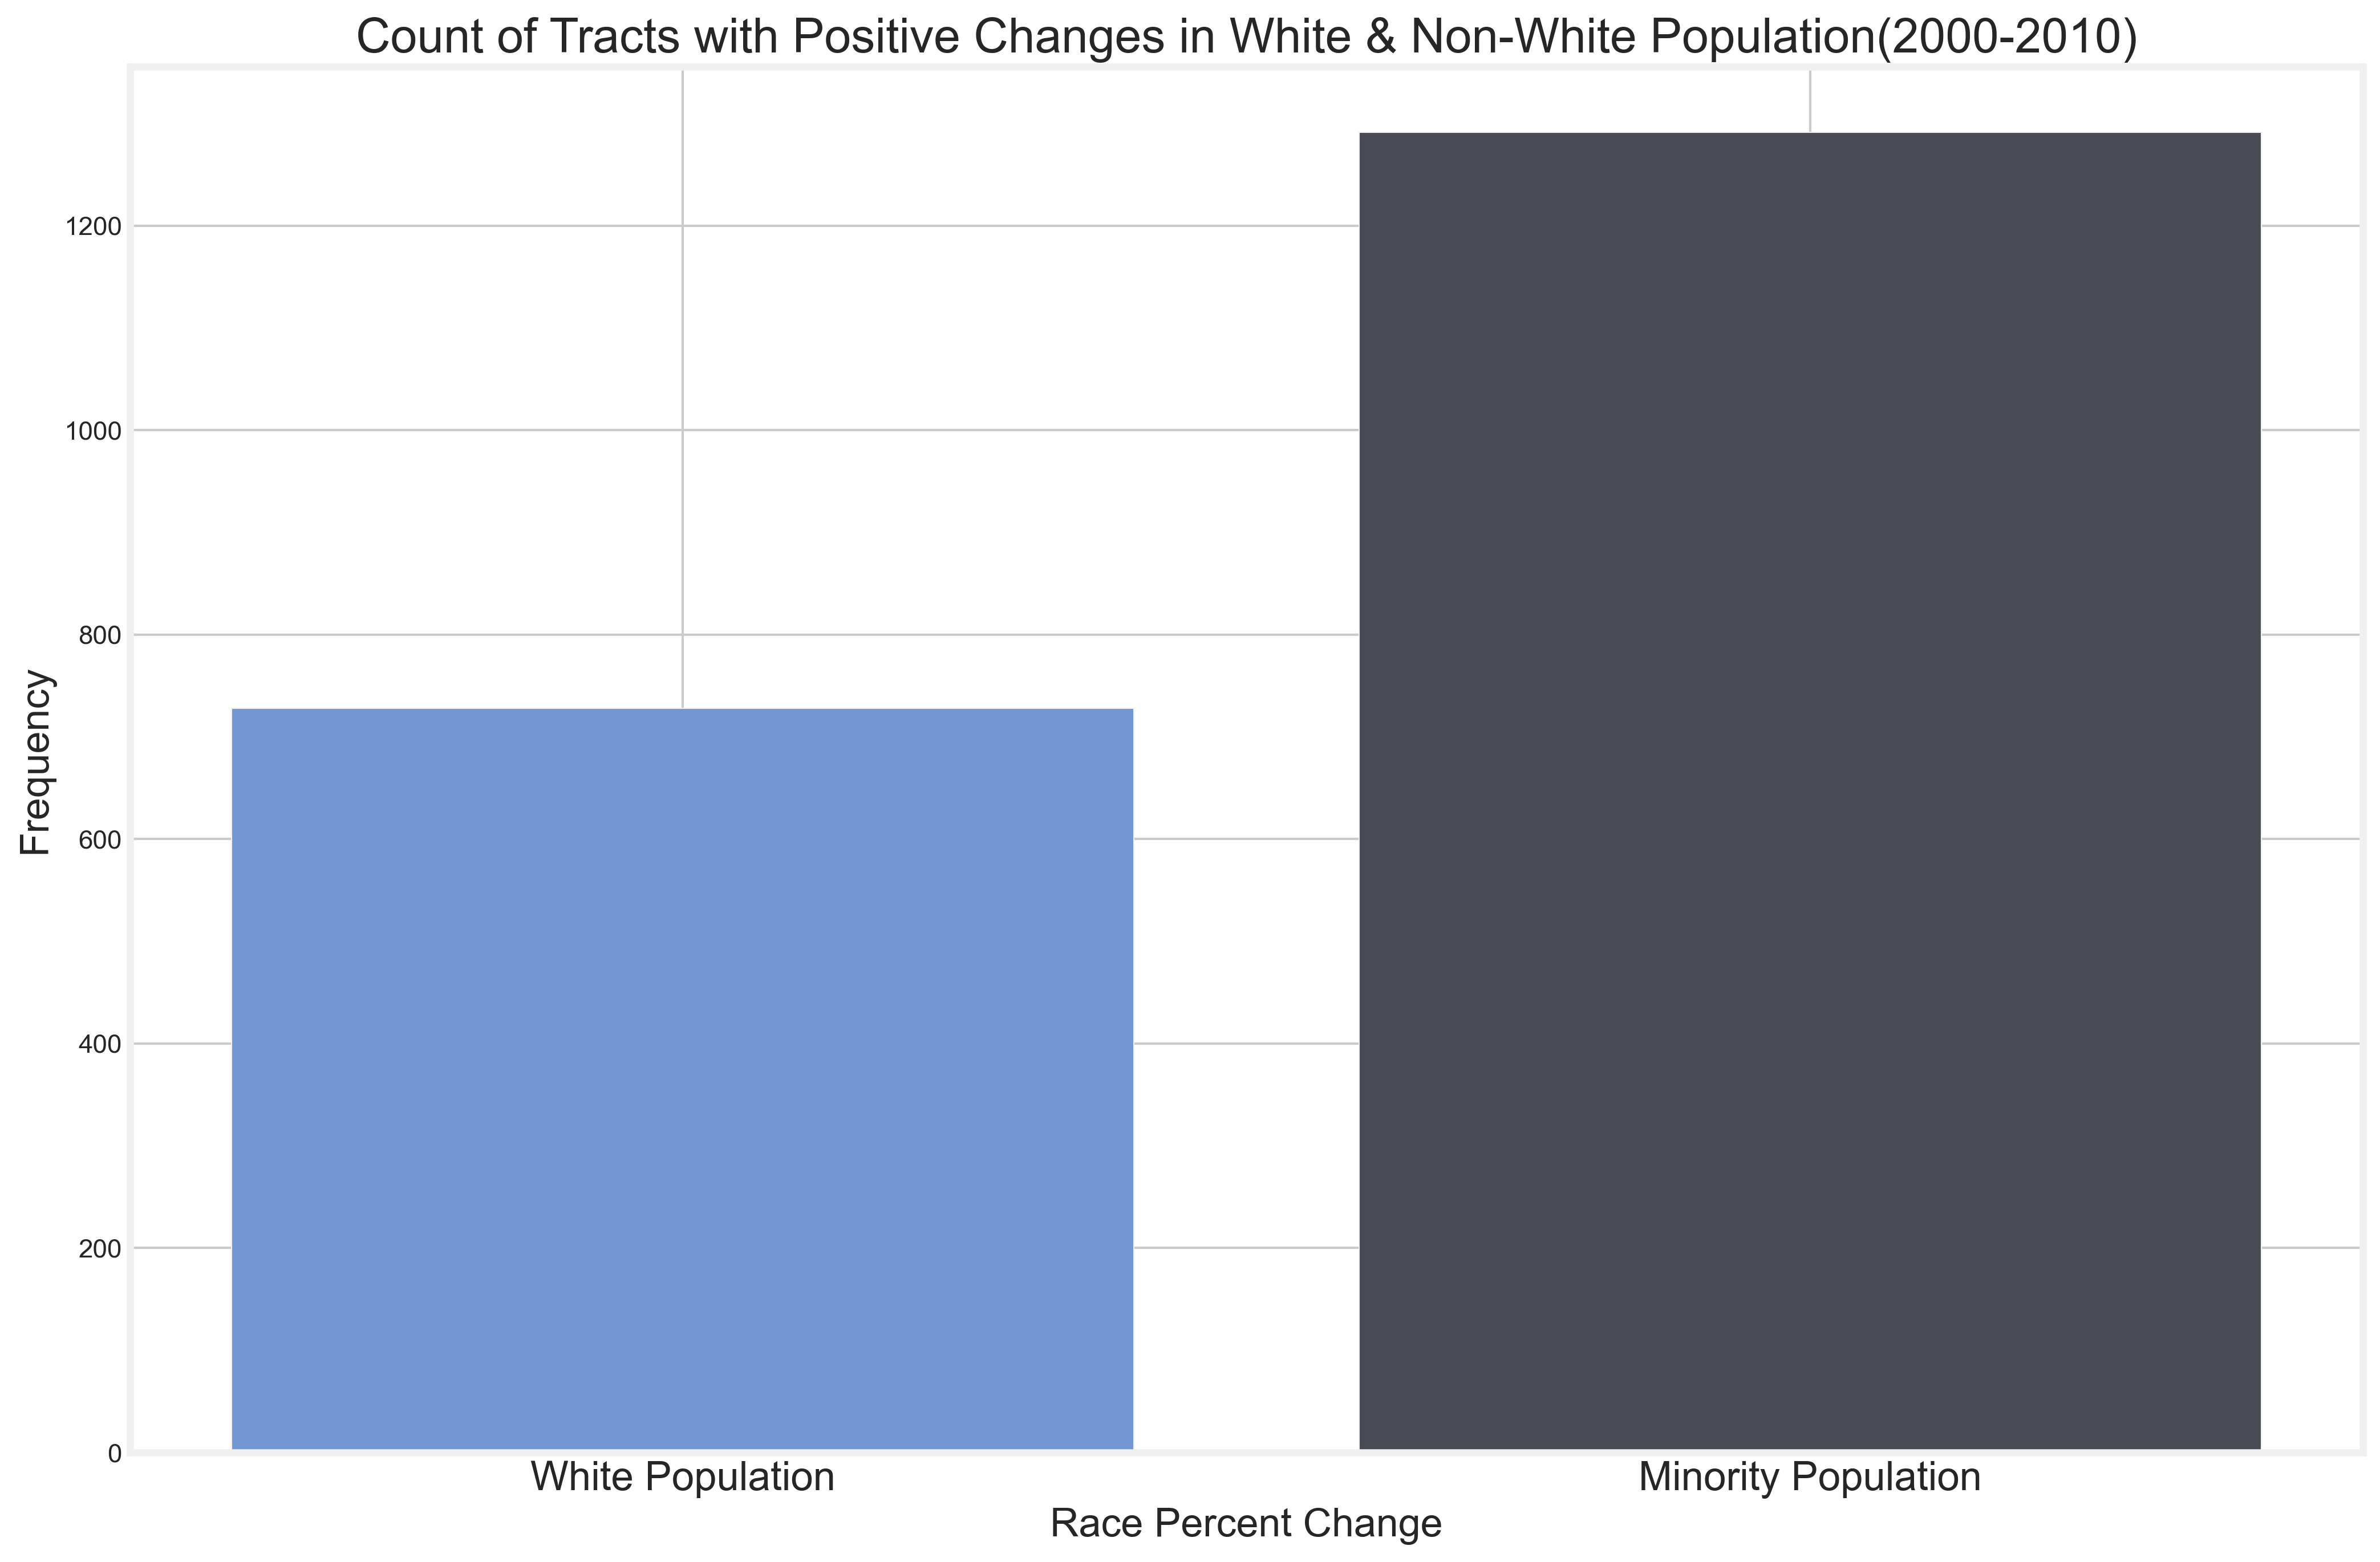 Count of Tracts with Positive Changes in White & Non-White Population(2000-2010)
1200
1000
800
600
400
200
0
Frequency
White Population
Minority Population
Race Percent Change